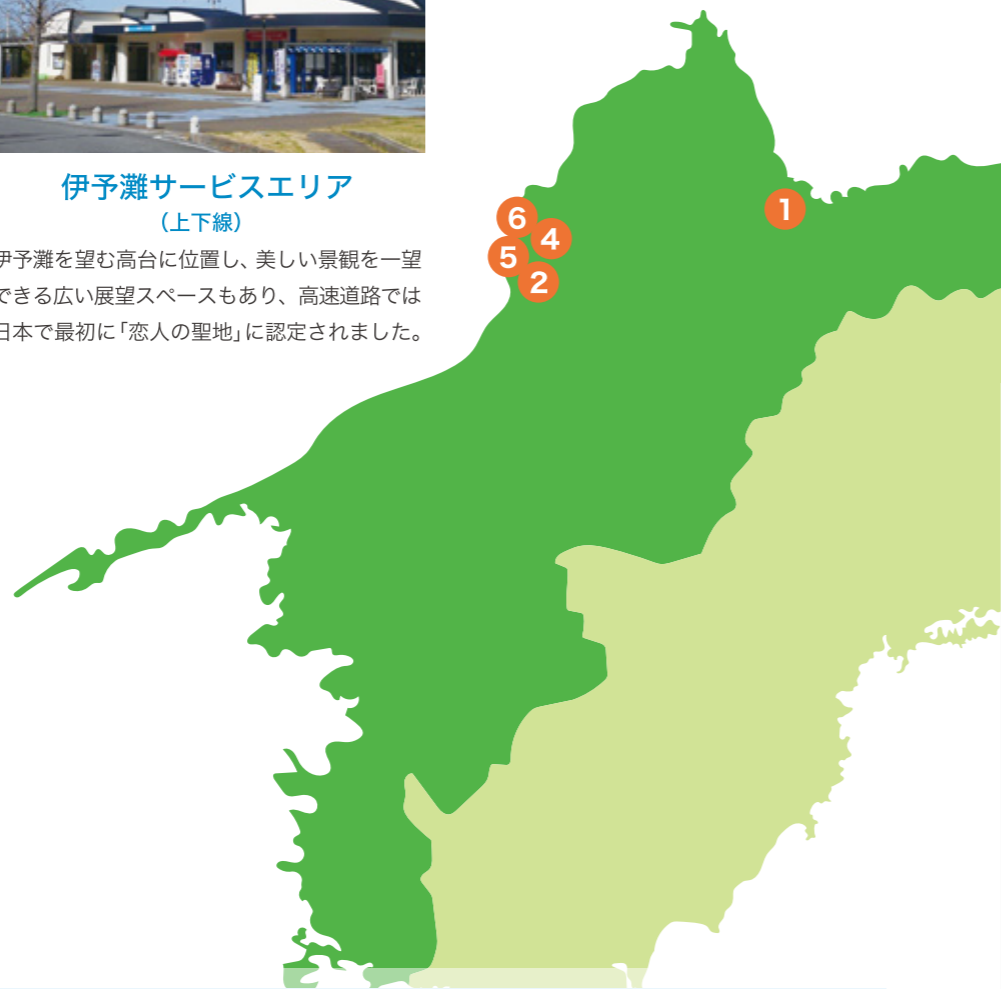 伊予灘サービスエリア
（上下線）
伊予灘を望む高台に位置し、美しい景観を一望
できる広い展望スペースもあり、高速道路では
日本で最初に「恋人の聖地」に認定されました。
1
6
4
5
2